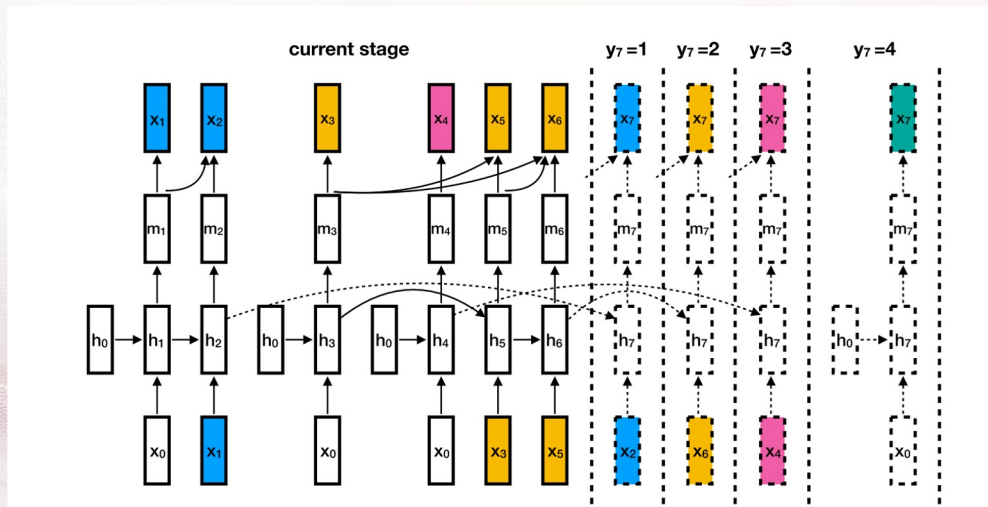 current stage y₇=1 y₇=2 y₇=3 y₇=4
x₁ x₂ x₃ x₄ x₅ x₆ x₇ x₇ x₇ x₇
m₁ m₂ m₃ m₄ m₅ m₆ m₇ m₇ m₇ m₇
h₀ h₁ h₂ h₀ h₃ h₀ h₄ h₅ h₆ h₇ h₇ h₇ h₀ h₇
x₀ x₁ x₀ x₀ x₃ x₅ x₂ x₆ x₄ x₀